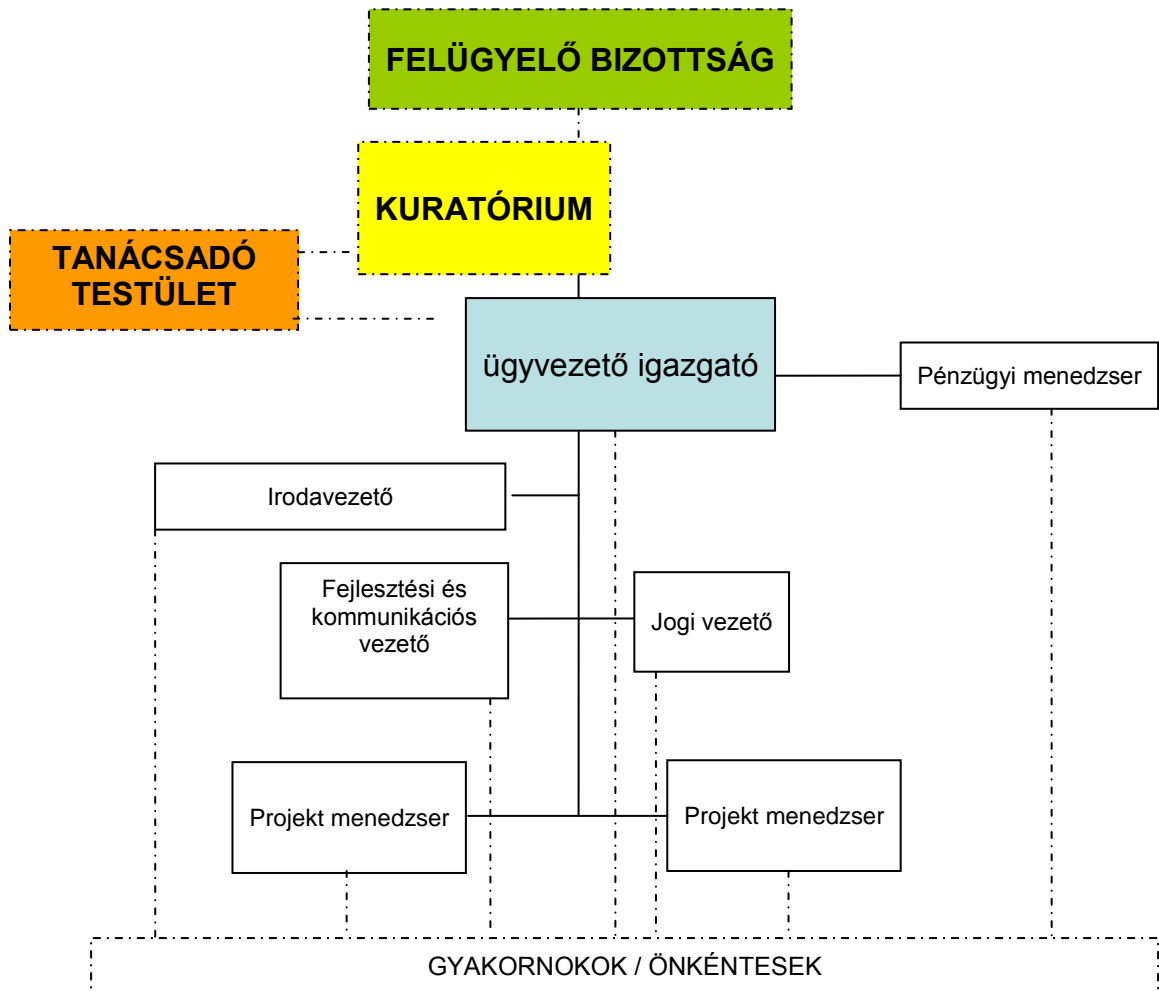 FELÜGYELŐ BIZOTTSÁG
KURATÓRIUM
TANÁCSADÓ
TESTÜLET
ügyvezető igazgató
Pénzügyi menedzser
Irodavezető
Fejlesztési és
kommunikációs
vezető
Jogi vezető
Projekt menedzser
Projekt menedzser
GYAKORNOKOK / ÖNKÉNTESEK